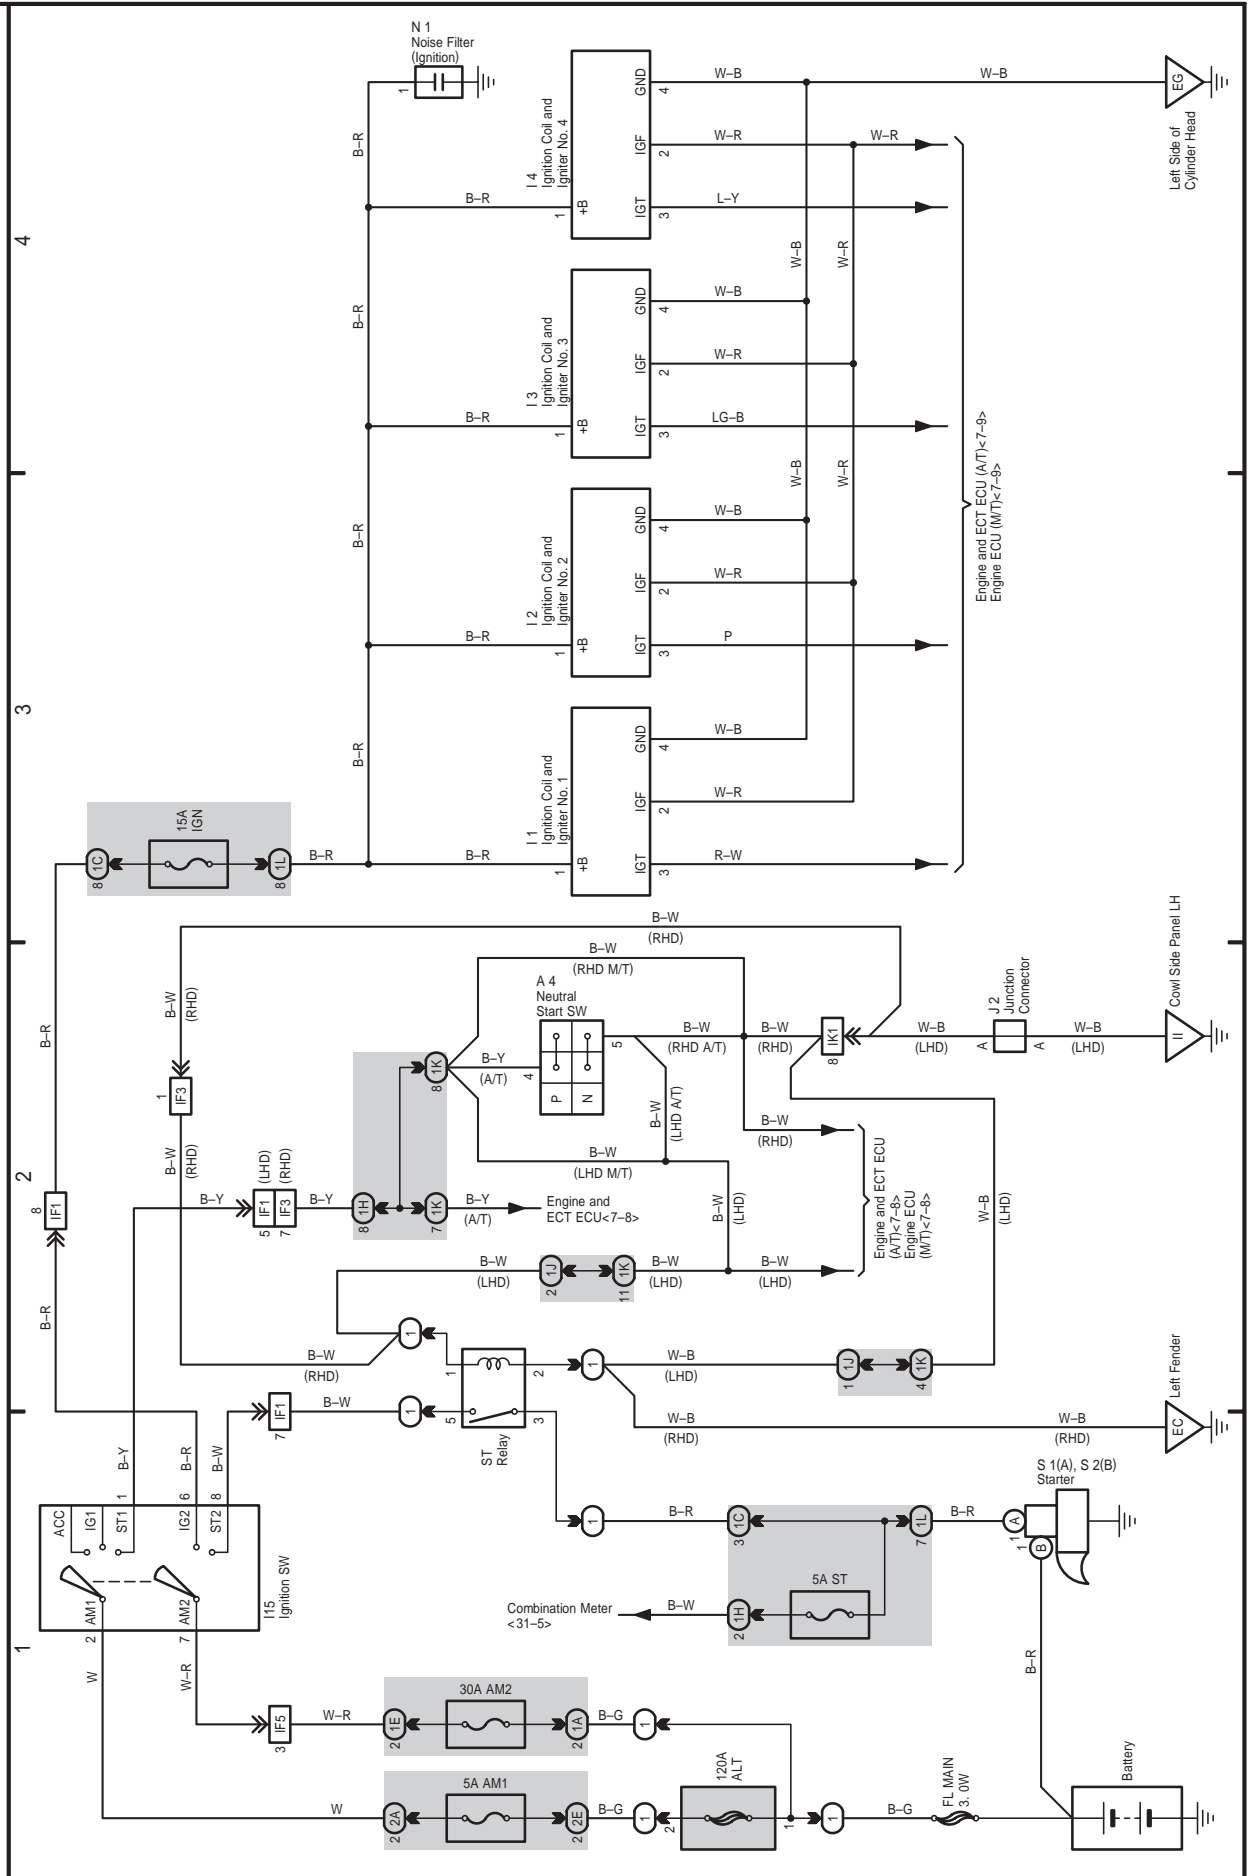 N 1
Noise Filter
(Ignition)
1
4
3
2
1
B–R
B–R
B–R
B–R
I 4
Ignition Coil and
Igniter No. 4
B–R
1
+B
GND
4
W–B
W–B
IGF
2
W–R
W–R
IGT
3
L–Y
EG
Left Side of
Cylinder Head
W–B
W–R
I 3
Ignition Coil and
Igniter No. 3
B–R
1
+B
GND
4
W–B
IGF
2
W–R
IGT
3
LG–B
W–B
W–R
I 2
Ignition Coil and
Igniter No. 2
B–R
1
+B
GND
4
W–B
IGF
2
W–R
IGT
3
P
Engine and ECT ECU (A/T)<7–9>
Engine ECU (M/T)<7–9>
I 1
Ignition Coil and
Igniter No. 1
B–R
1
+B
GND
4
W–B
IGF
2
W–R
IGT
3
R–W
15A
IGN
8
1C
8
1L
B–R
B–R
B–W
(RHD)
B–W
(RHD)
B–W
(RHD M/T)
A 4
Neutral
Start SW
P
N
4
5
B–Y
(A/T)
B–W
(RHD A/T)
B–W
(RHD)
IK1
8
W–B
(LHD)
J 2
Junction
Connector
A
A
W–B
(LHD)
II
Cowl Side Panel LH
1
IF3
B–W
(RHD)
8
IF1
B–Y
IF1
IF3
5
7
(LHD)
(RHD)
B–Y
8
1H
8
1K
7
1K
B–Y
(A/T)
Engine and
ECT ECU<7–8>
B–W
(LHD M/T)
B–W
(LHD A/T)
B–W
(RHD)
B–W
(LHD)
Engine and ECT ECU
(A/T)<7–8>
Engine ECU
(M/T)<7–8>
W–B
(LHD)
B–W
(LHD)
2
1J
11
1K
B–W
(LHD)
B–W
(LHD)
B–R
B–W
(RHD)
1
1
2
1
W–B
(LHD)
1
1J
4
1K
IF1
7
B–W
1
5
3
ST
Relay
W–B
(RHD)
W–B
(RHD)
EC
Left Fender
B–Y
B–R
B–W
1
6
8
ACC
IG1
ST1
IG2
ST2
AM1
AM2
2
7
I15
Ignition SW
1
B–R
3
1C
7
1L
B–R
S 1(A), S 2(B)
Starter
A
1
B
1
5A ST
2
1H
B–W
Combination Meter
<31–5>
W
W–R
IF5
3
W–R
2
1E
30A AM2
2
1A
B–G
1
B–R
W
2
2A
5A AM1
2
2E
B–G
1
2
120A
ALT
1
1
B–G
FL MAIN
3. 0W
Battery